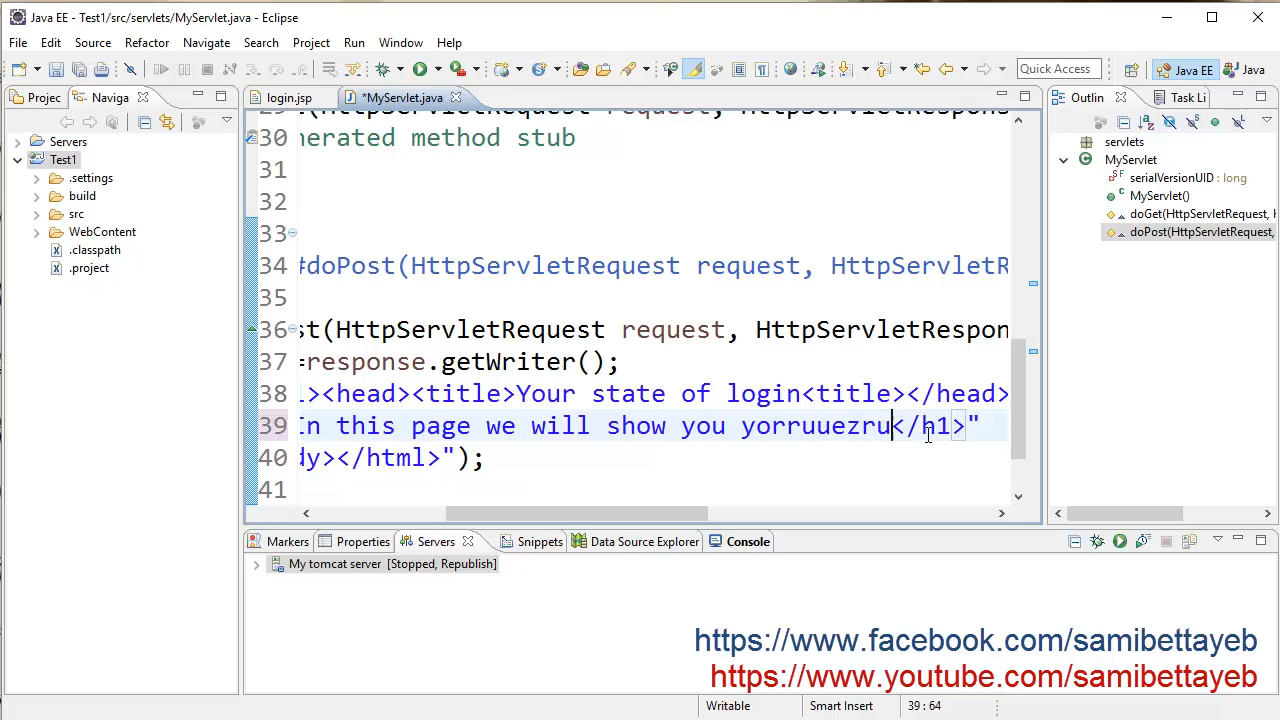 Java EE - Test1/src/servlets/MyServlet.java - Eclipse
File Edit Source Refactor Navigate Search Project Run Window Help
Quick Access Java EE Java
Projec Naviga login.jsp *MyServlet.java Outlin Task Li
Servers
Test1
.settings
build
src
WebContent
.classpath
.project
30 nerated method stub
31
32
33
34 #doPost(HttpServletRequest request, HttpServletR
35
36 st(HttpServletRequest request, HttpServletRespon
37 =response.getWriter();
38 l><head><title>Your state of login<title></head>
39 In this page we will show you yorruuezru</h1>"
40 dy></html>");
41
servlets
MyServlet
serialVersionUID : long
MyServlet()
doGet(HttpServletRequest, H
doPost(HttpServletRequest,
Markers Properties Servers Snippets Data Source Explorer Console
My tomcat server [Stopped, Republish]
https://www.facebook.com/samibettayeb
https://www.youtube.com/samibettayeb
Writable Smart Insert 39 : 64